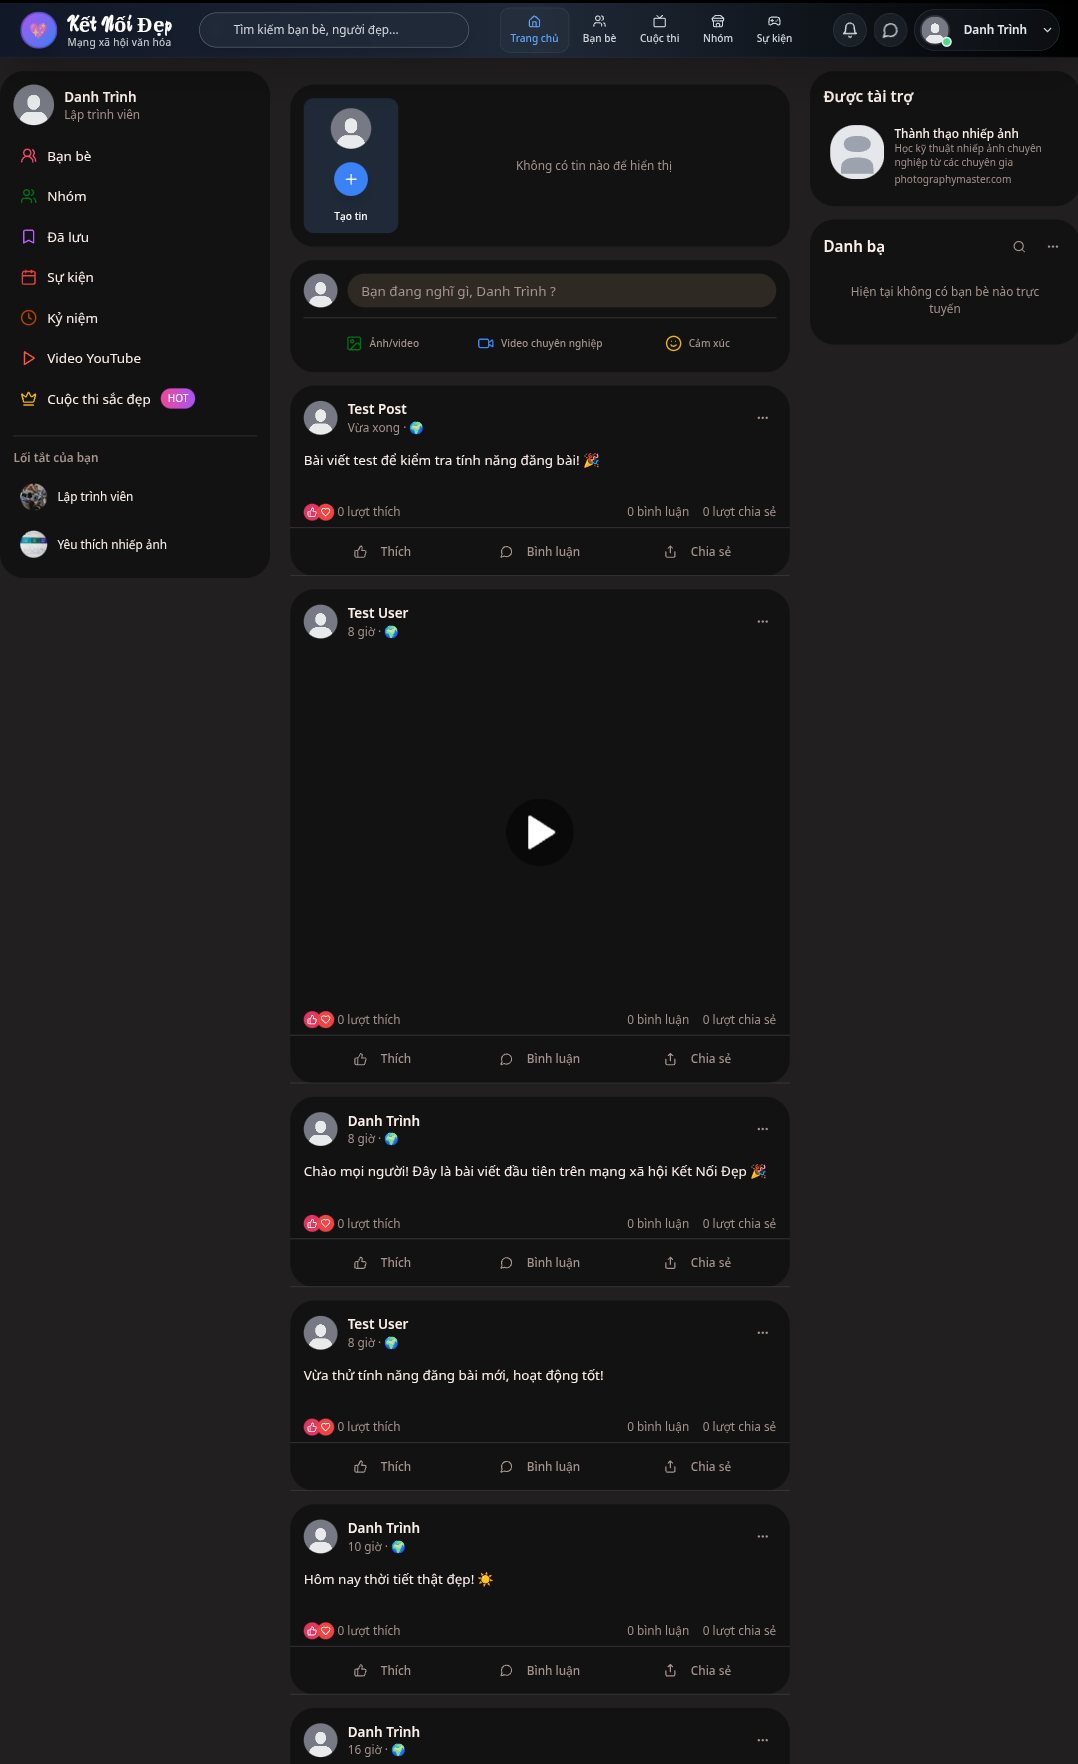 Kết Nối Đẹp
Mạng xã hội văn hóa
Tìm kiếm bạn bè, người đẹp...
Trang chủ
Bạn bè
Cuộc thi
Nhóm
Sự kiện
Danh Trình
Danh Trình
Lập trình viên
Bạn bè
Nhóm
Đã lưu
Sự kiện
Kỷ niệm
Video YouTube
Cuộc thi sắc đẹp HOT
Lối tắt của bạn
Lập trình viên
Yêu thích nhiếp ảnh
Tạo tin
Không có tin nào để hiển thị
Bạn đang nghĩ gì, Danh Trình ?
Ảnh/video
Video chuyên nghiệp
Cảm xúc
Test Post
Vừa xong · 🌍
Bài viết test để kiểm tra tính năng đăng bài! 🎉
0 lượt thích
0 bình luận
0 lượt chia sẻ
Thích
Bình luận
Chia sẻ
Test User
8 giờ · 🌍
0 lượt thích
0 bình luận
0 lượt chia sẻ
Thích
Bình luận
Chia sẻ
Danh Trình
8 giờ · 🌍
Chào mọi người! Đây là bài viết đầu tiên trên mạng xã hội Kết Nối Đẹp 🎉
0 lượt thích
0 bình luận
0 lượt chia sẻ
Thích
Bình luận
Chia sẻ
Test User
8 giờ · 🌍
Vừa thử tính năng đăng bài mới, hoạt động tốt!
0 lượt thích
0 bình luận
0 lượt chia sẻ
Thích
Bình luận
Chia sẻ
Danh Trình
10 giờ · 🌍
Hôm nay thời tiết thật đẹp! ☀️
0 lượt thích
0 bình luận
0 lượt chia sẻ
Thích
Bình luận
Chia sẻ
Danh Trình
16 giờ · 🌍
Được tài trợ
Thành thạo nhiếp ảnh
Học kỹ thuật nhiếp ảnh chuyên
nghiệp từ các chuyên gia
photographymaster.com
Danh bạ
Hiện tại không có bạn bè nào trực
tuyến